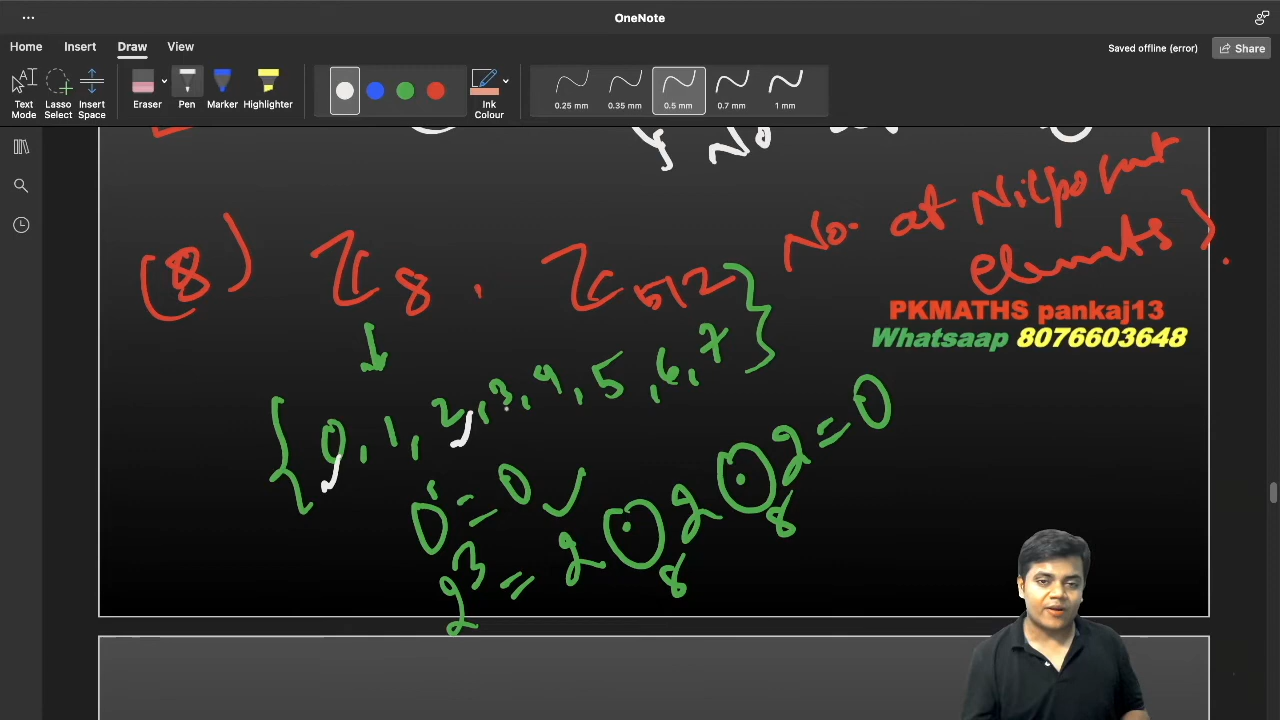 OneNote
Home Insert Draw View
Saved offline (error) Share
Text Mode Lasso Select Insert Space Eraser Pen Marker Highlighter Ink Colour 0.25 mm 0.35 mm 0.5 mm 0.7 mm 1 mm
No
(8) ℤ8 , ℤ512 No. of Nilpotent
elements }.
PKMATHS pankaj13
Whatsaap 8076603648
{ 0, 1, 2, 3, 4, 5, 6, 7 }
0¹ = 0 ✓
2³ = 2 ⊙8 2 ⊙8 2 = 0